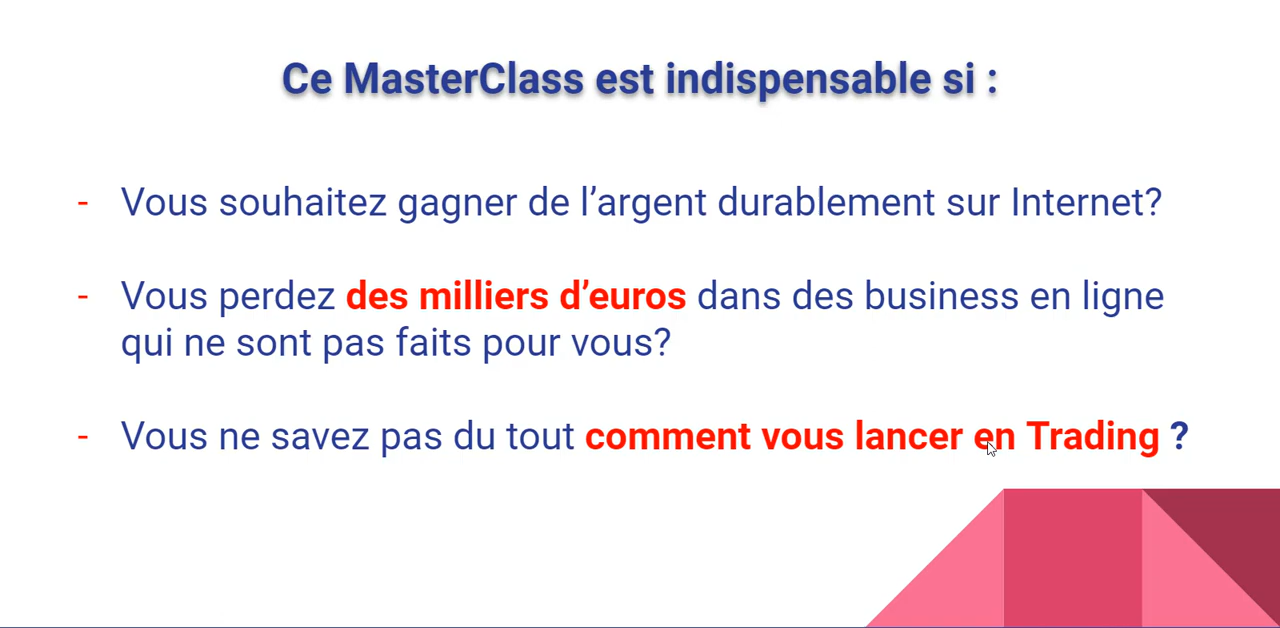 Ce MasterClass est indispensable si :
- Vous souhaitez gagner de l’argent durablement sur Internet?
- Vous perdez des milliers d’euros dans des business en ligne
qui ne sont pas faits pour vous?
- Vous ne savez pas du tout comment vous lancer en Trading ?